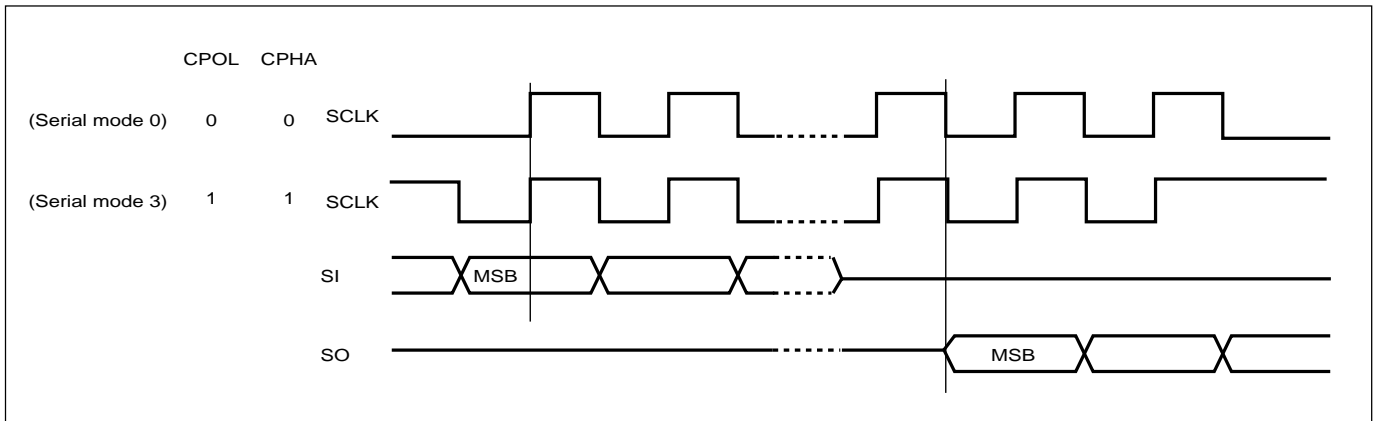 CPOL CPHA
(Serial mode 0) 0 0 SCLK
(Serial mode 3) 1 1 SCLK
SI MSB
SO MSB